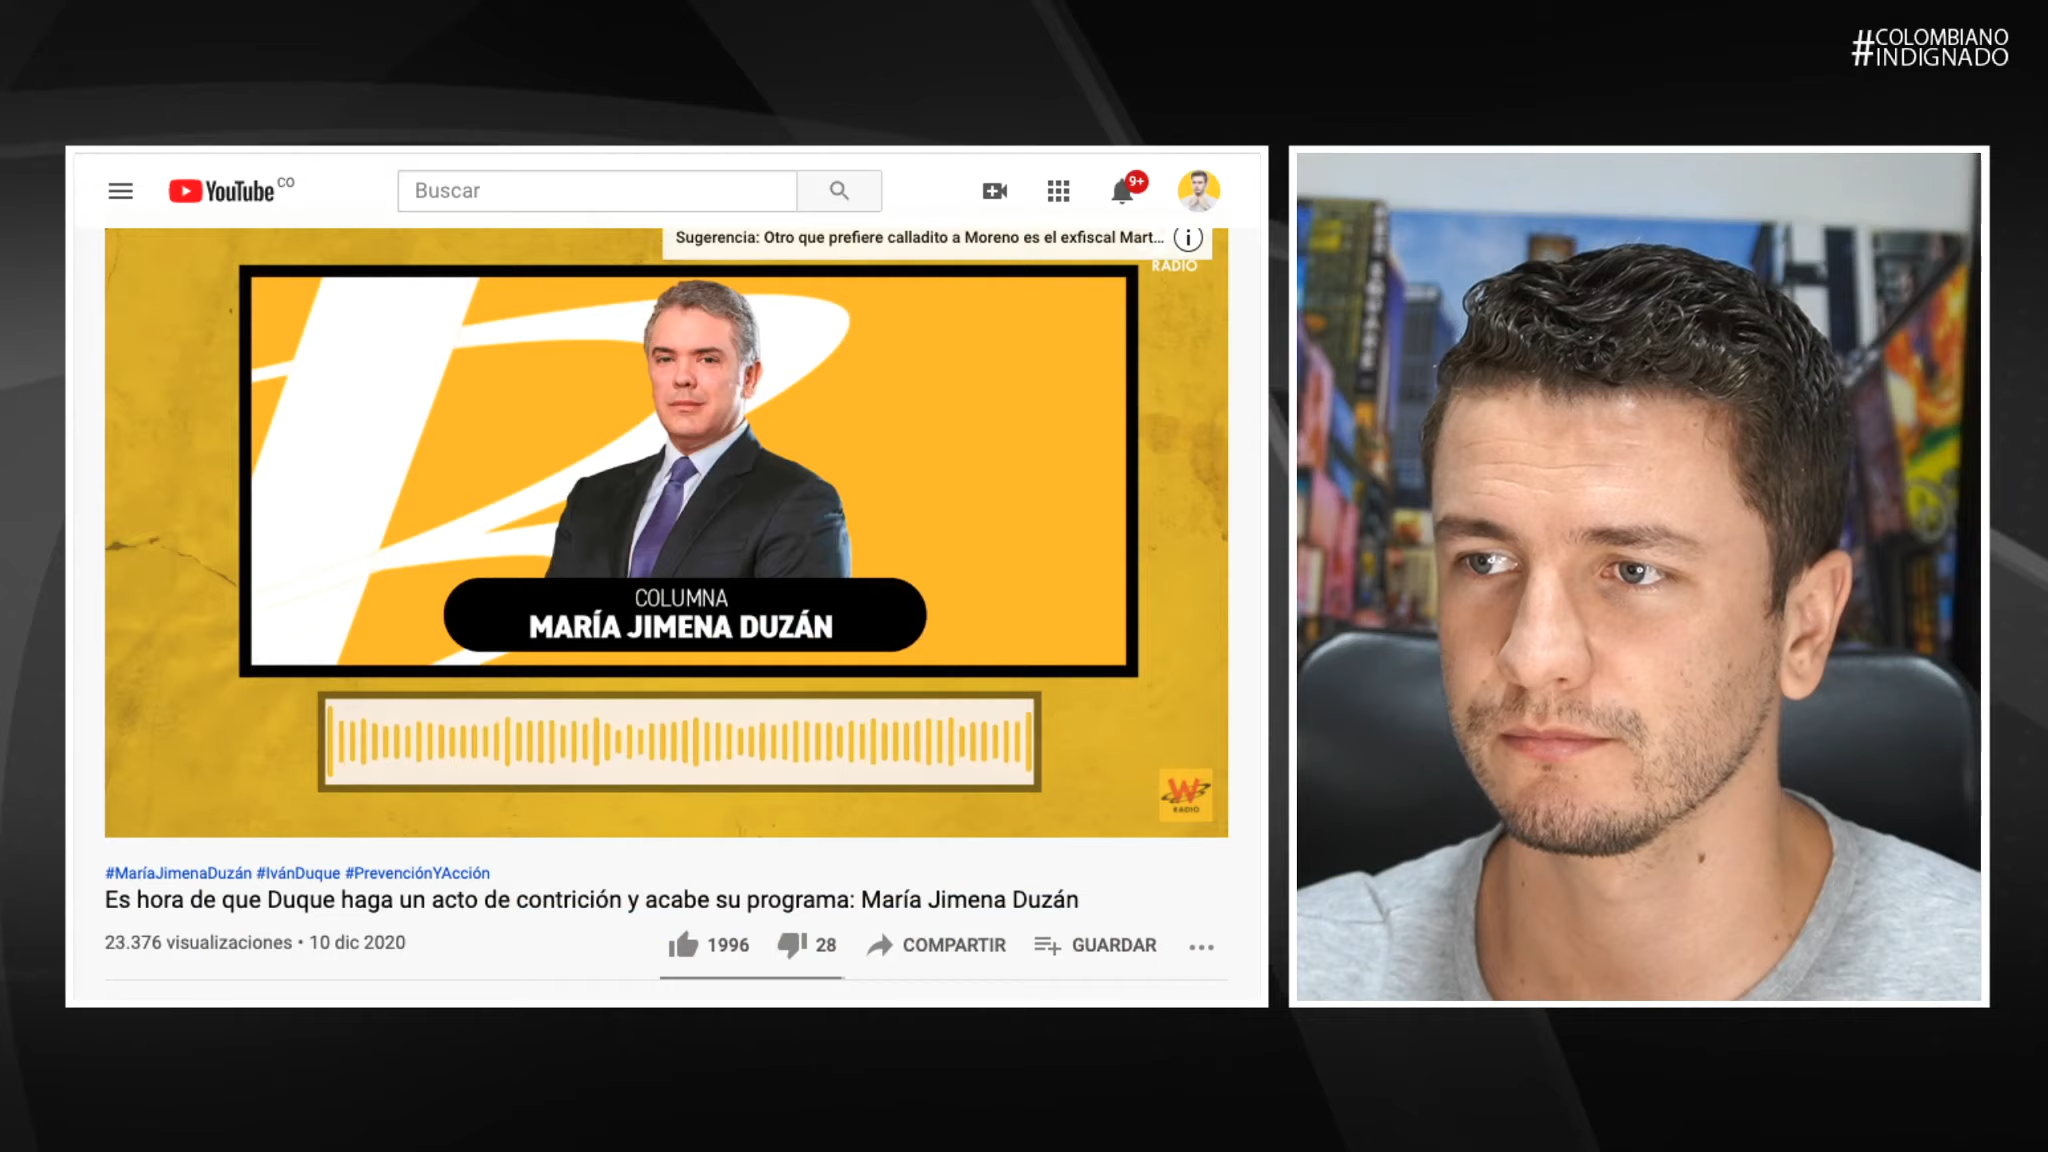 #COLOMBIANO
INDIGNADO
YouTube CO
Buscar
9+
Sugerencia: Otro que prefiere calladito a Moreno es el exfiscal Mart...
RADIO
COLUMNA
MARÍA JIMENA DUZÁN
W
RADIO
#MaríaJimenaDuzán #IvánDuque #PrevenciónYAcción
Es hora de que Duque haga un acto de contrición y acabe su programa: María Jimena Duzán
23.376 visualizaciones • 10 dic 2020
1996
28
COMPARTIR
GUARDAR